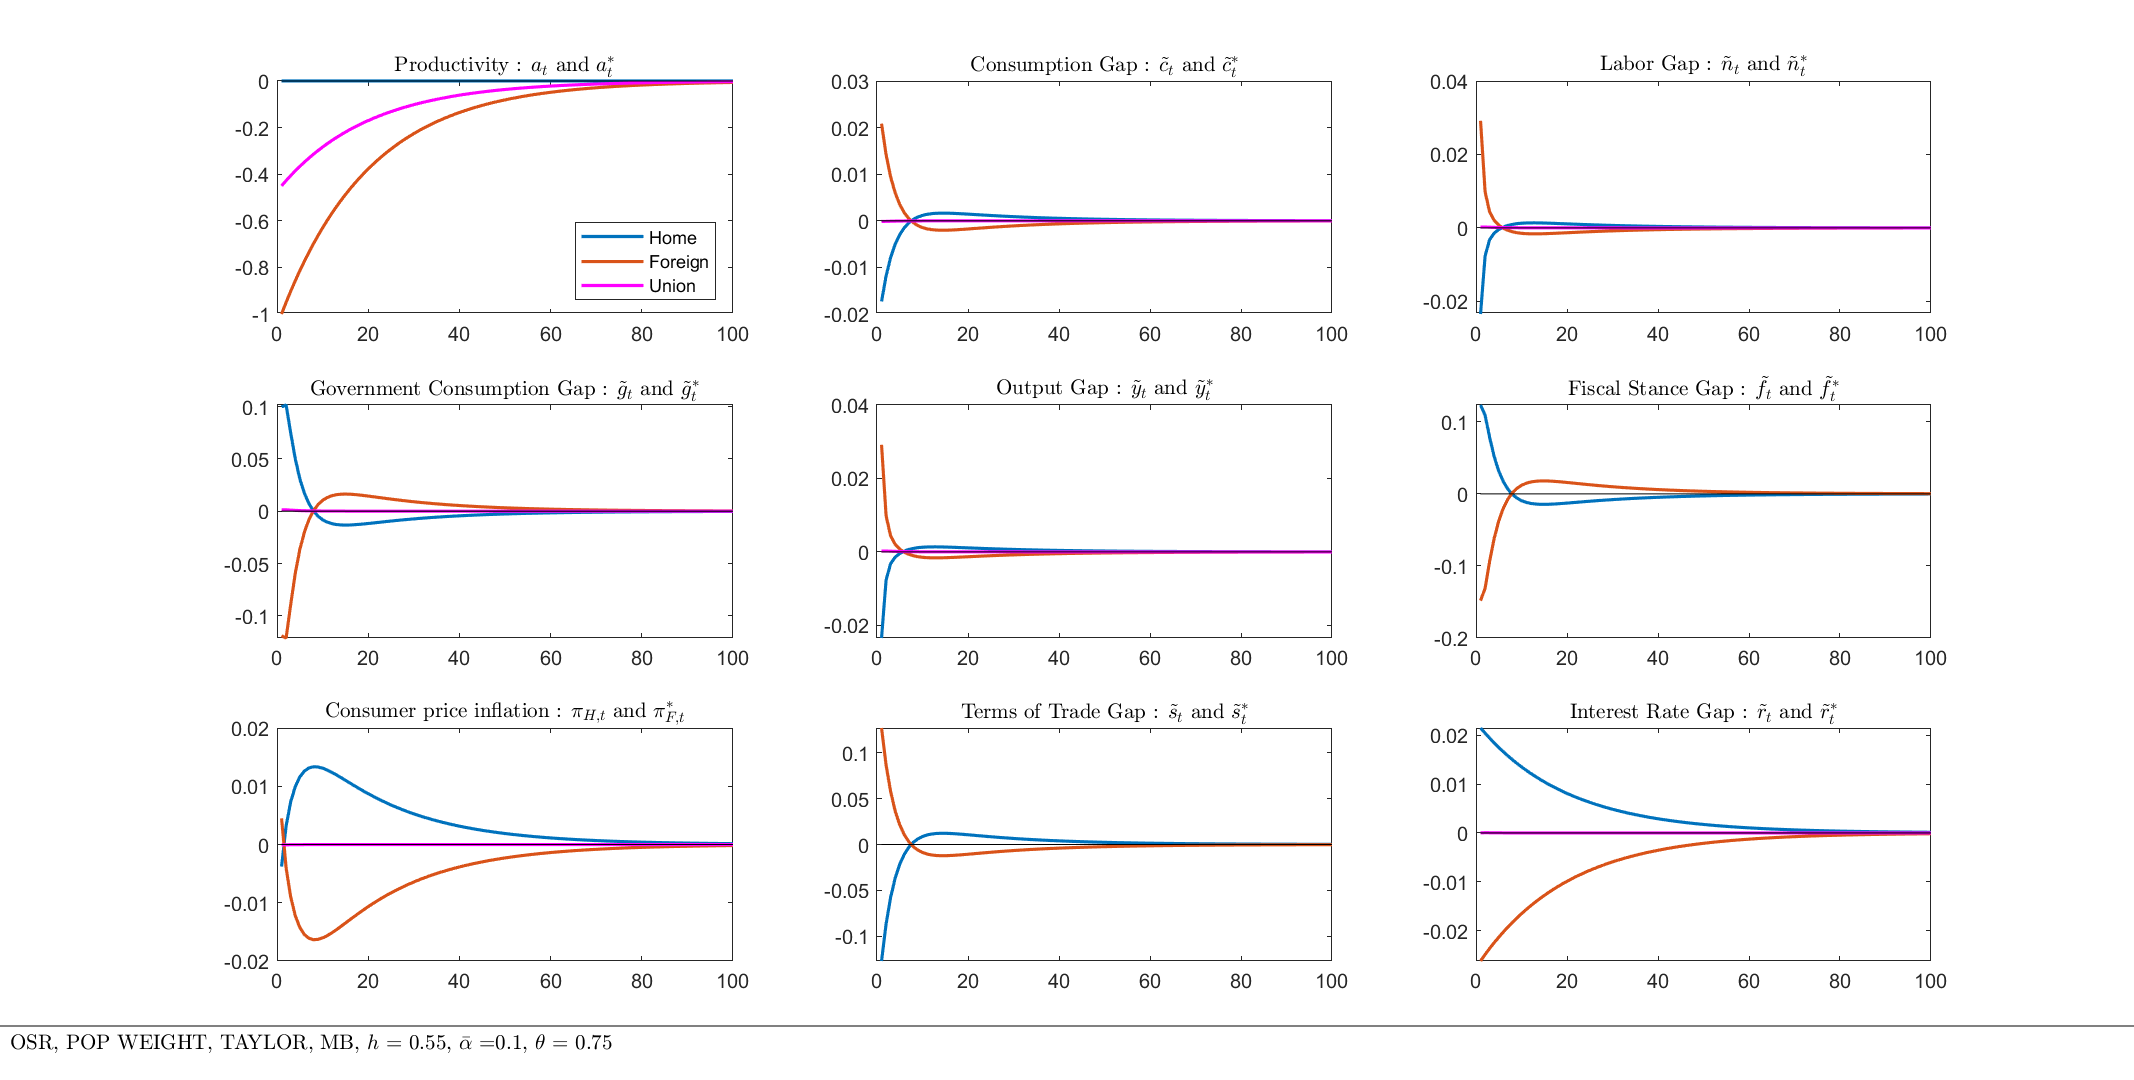 Productivity : a_t and a_t^*
0
-0.2
-0.4
-0.6
-0.8
-1
0 20 40 60 80 100
Home
Foreign
Union
Consumption Gap : c̃_t and c̃_t^*
0.03
0.02
0.01
0
-0.01
-0.02
0 20 40 60 80 100
Labor Gap : ñ_t and ñ_t^*
0.04
0.02
0
-0.02
0 20 40 60 80 100
Government Consumption Gap : g̃_t and g̃_t^*
0.1
0.05
0
-0.05
-0.1
0 20 40 60 80 100
Output Gap : ỹ_t and ỹ_t^*
0.04
0.02
0
-0.02
0 20 40 60 80 100
Fiscal Stance Gap : f̃_t and f̃_t^*
0.1
0
-0.1
-0.2
0 20 40 60 80 100
Consumer price inflation : π_{H,t} and π_{F,t}^*
0.02
0.01
0
-0.01
-0.02
0 20 40 60 80 100
Terms of Trade Gap : s̃_t and s̃_t^*
0.1
0.05
0
-0.05
-0.1
0 20 40 60 80 100
Interest Rate Gap : r̃_t and r̃_t^*
0.02
0.01
0
-0.01
-0.02
0 20 40 60 80 100
OSR, POP WEIGHT, TAYLOR, MB, h = 0.55, ᾱ =0.1, θ = 0.75